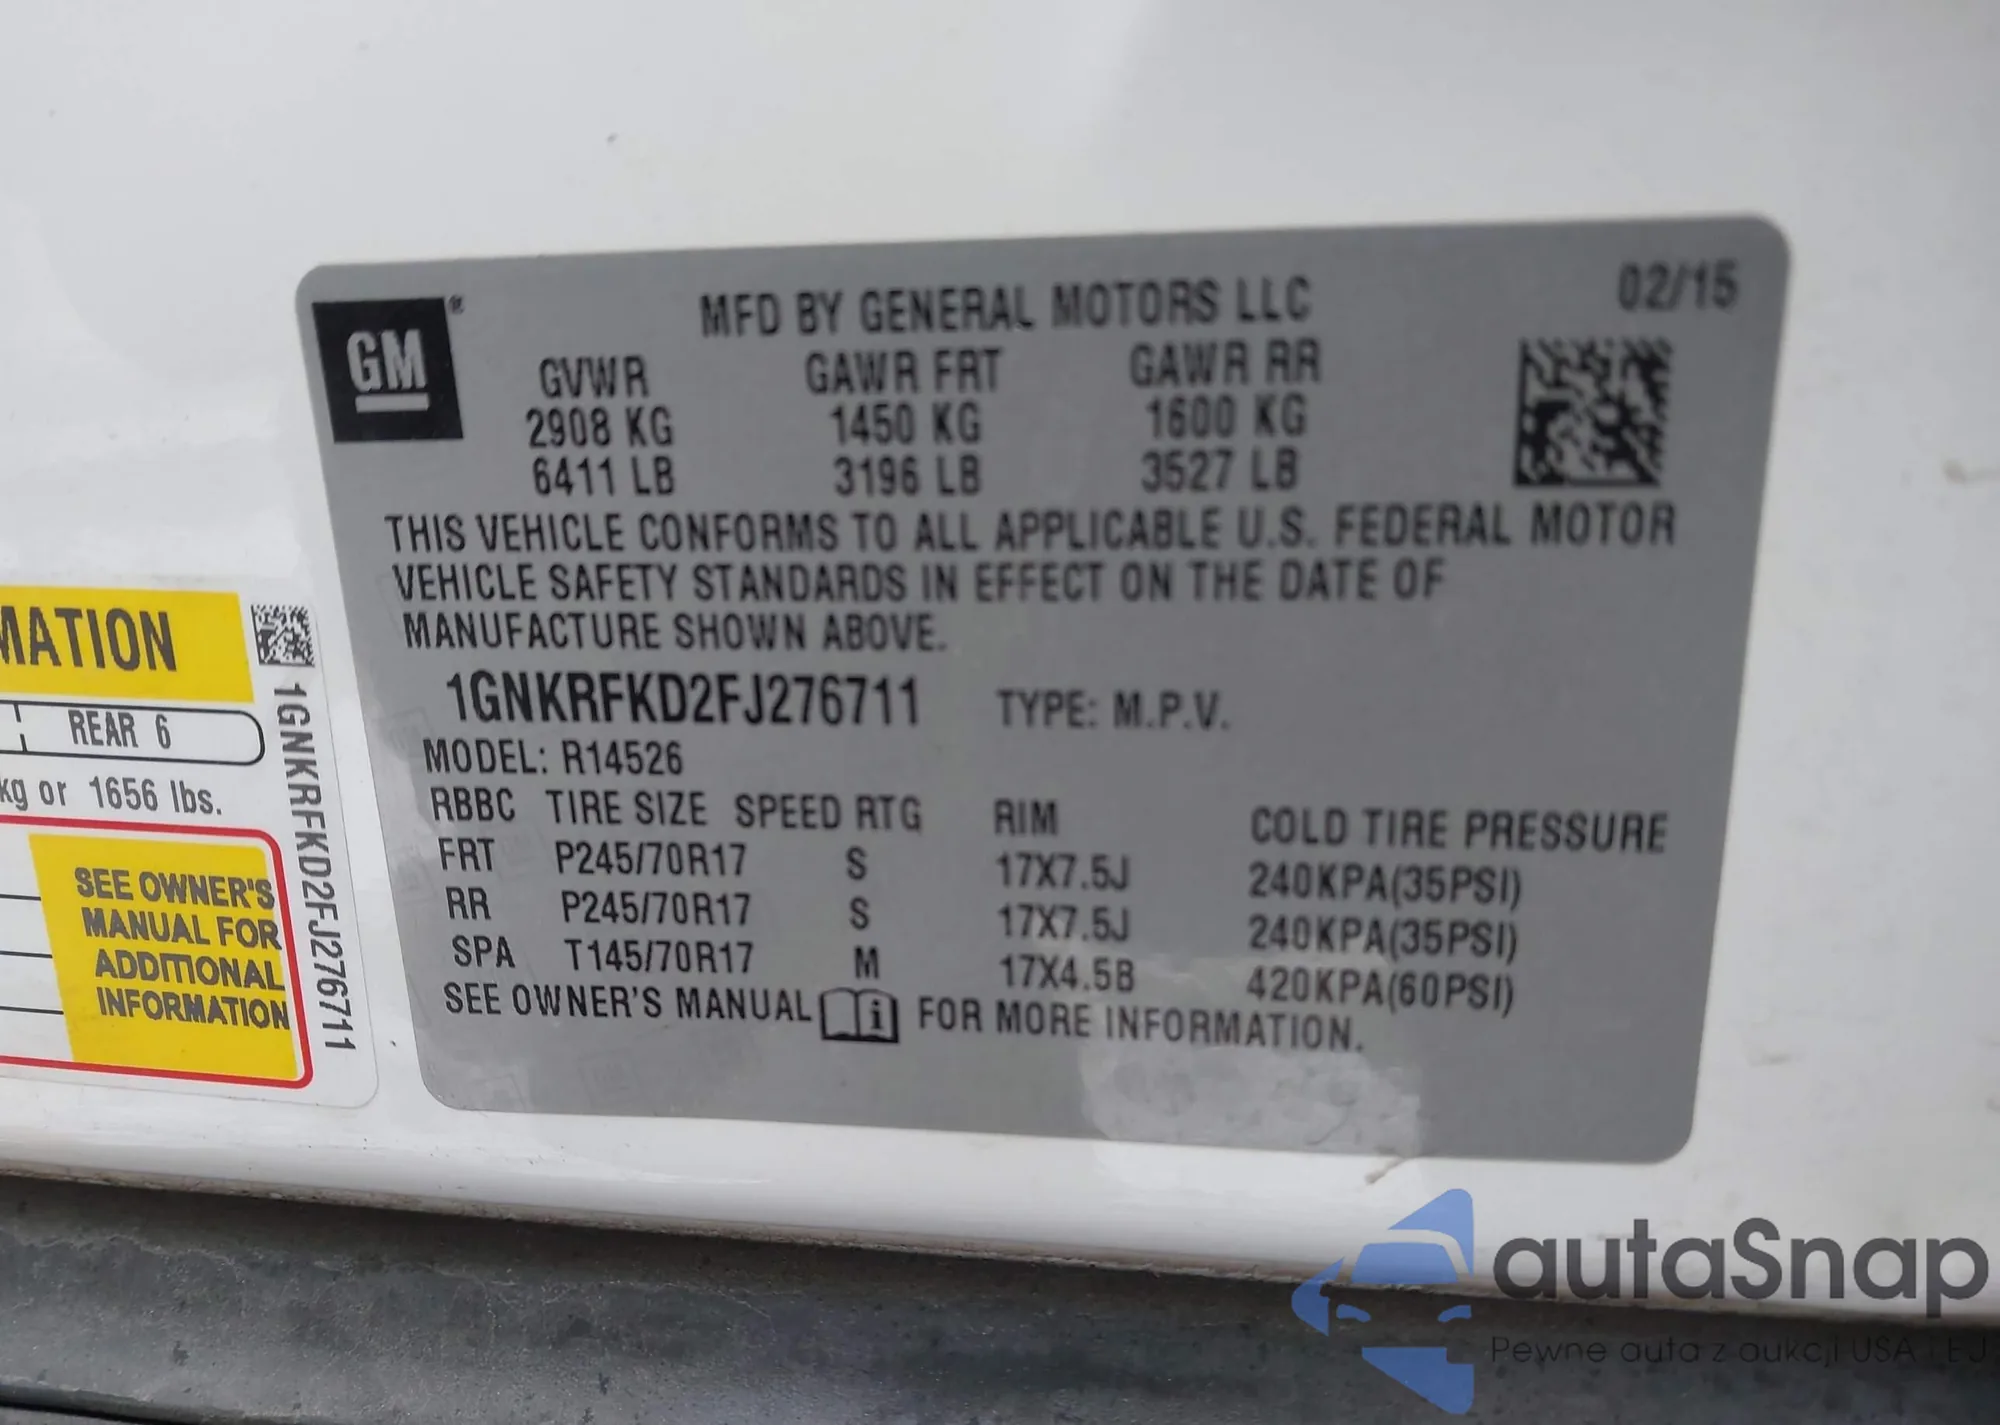 GM ®
MFD BY GENERAL MOTORS LLC
02/15
GVWR GAWR FRT GAWR RR
2908 KG 1450 KG 1600 KG
6411 LB 3196 LB 3527 LB
THIS VEHICLE CONFORMS TO ALL APPLICABLE U.S. FEDERAL MOTOR
VEHICLE SAFETY STANDARDS IN EFFECT ON THE DATE OF
MANUFACTURE SHOWN ABOVE.
1GNKRFKD2FJ276711 TYPE: M.P.V.
MODEL: R14526
RBBC TIRE SIZE SPEED RTG RIM COLD TIRE PRESSURE
FRT P245/70R17 S 17X7.5J 240KPA(35PSI)
RR P245/70R17 S 17X7.5J 240KPA(35PSI)
SPA T145/70R17 M 17X4.5B 420KPA(60PSI)
SEE OWNER'S MANUAL i FOR MORE INFORMATION.
MATION
REAR 6
kg or 1656 lbs.
SEE OWNER'S
MANUAL FOR
ADDITIONAL
INFORMATION
1GNKRFKD2FJ276711
autaSnap
Pewne auta z aukcji USA i EJ